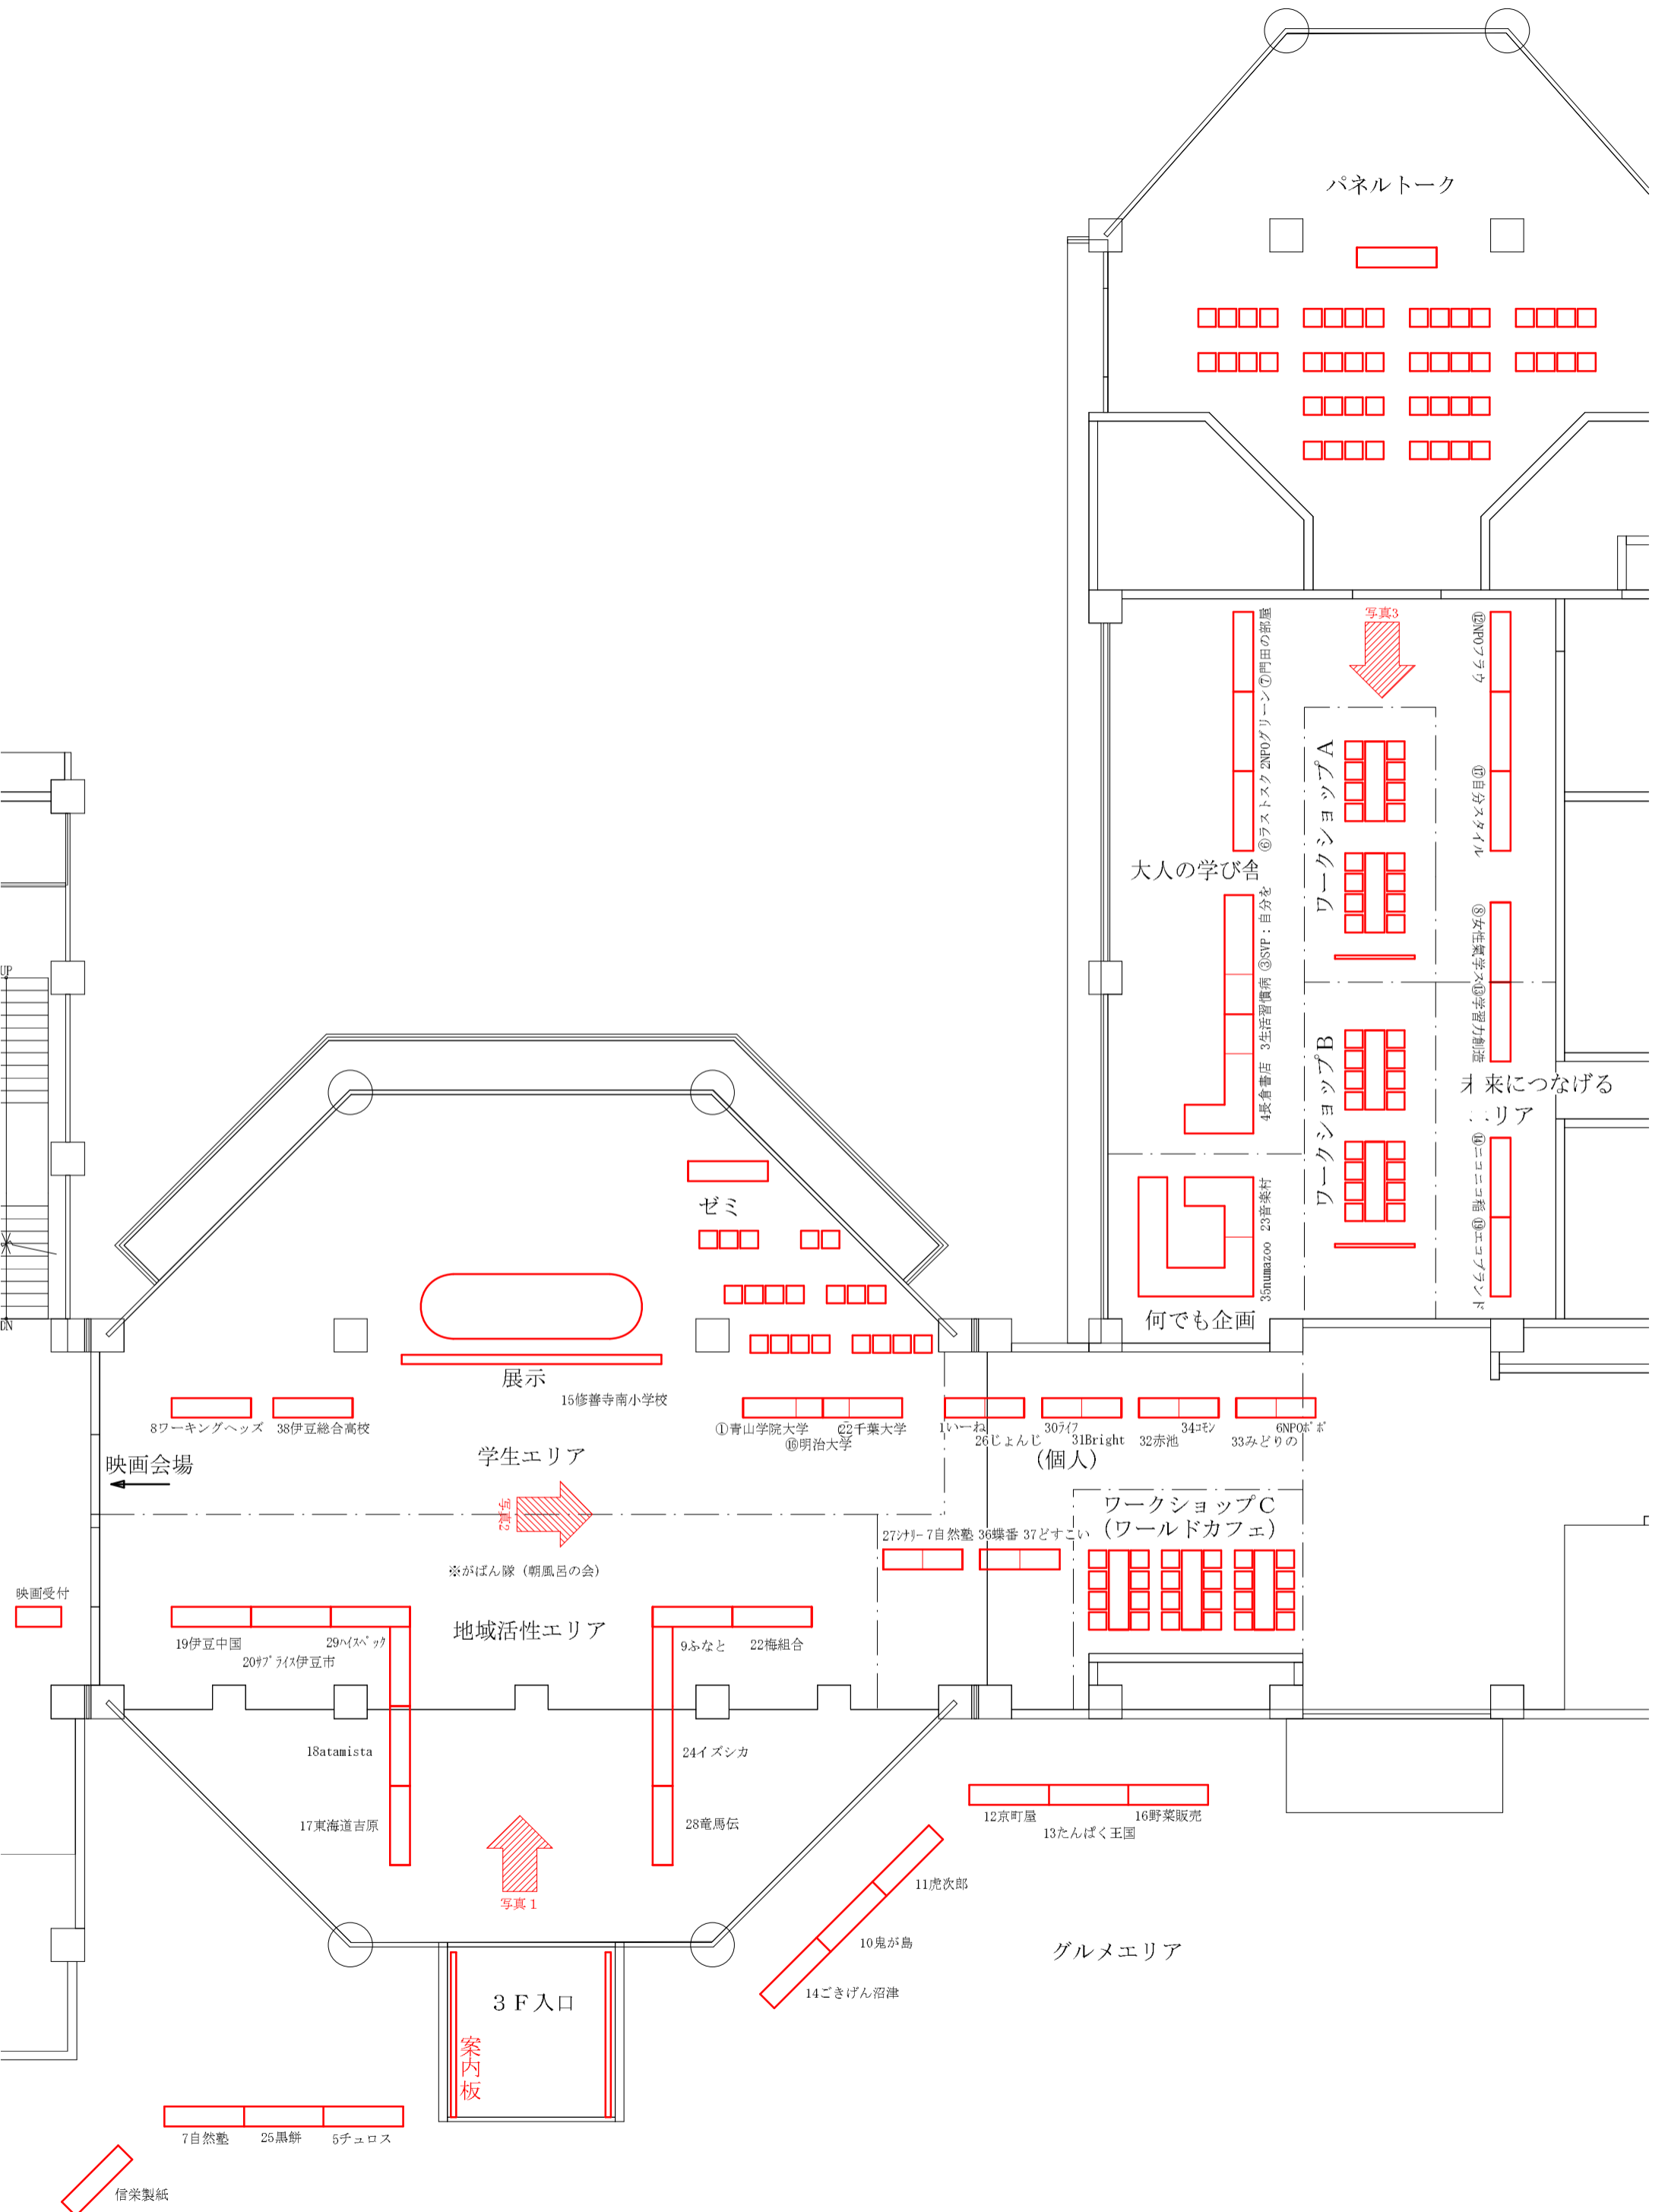 パネルトーク
写真3
⑦門田の部屋
2NPOグリーン
⑥ラストスク
⑫NPOフラウ
⑰自分スタイル
ワークショップA
大人の学び舎
③SVP：自分を
3生活習慣病
4長倉書店
⑧女性氣学ス
⑬学習力創造
ワークショップB
来につなげる
リア
⑭ニコニコ稲
⑲エコブランド
23音楽村
35numazoo
何でも企画
UP
DN
ゼミ
展示
15修善寺南小学校
8ワーキングヘッズ
38伊豆総合高校
①青山学院大学
⑯明治大学
22千葉大学
1いーね
26じょんじ
30ﾗｲﾌ
31Bright
32赤池
34ｺﾓﾝ
33みどりの
6NPOﾎﾟﾎﾟ
（個人）
学生エリア
映画会場
写真2
ワークショップC
（ワールドカフェ）
27ｼﾅﾘｰ
7自然塾
36蝶番
37どすこい
※がばん隊（朝風呂の会）
映画受付
地域活性エリア
19伊豆中国
20ｻﾌﾟﾗｲｽ伊豆市
29ﾊｲｽﾍﾟｯｸ
9ふなと
22梅組合
18atamista
24イズシカ
17東海道吉原
28竜馬伝
写真１
12京町屋
13たんぱく王国
16野菜販売
11虎次郎
10鬼が島
14ごきげん沼津
グルメエリア
３Ｆ入口
案内板
7自然塾
25黒餅
5チュロス
信栄製紙